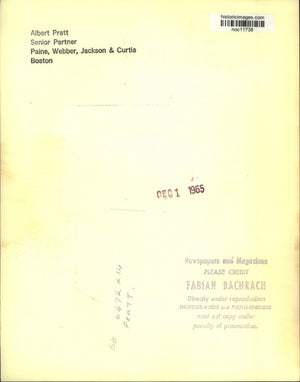 historicimages.com
noc11738
Albert Pratt
Senior Partner
Paine, Webber, Jackson & Curtis
Boston
DEC 1 1965
Newspapers and Magazines
PLEASE CREDIT
FABIAN BACHRACH
Directly under reproduction
must not copy under
penalty of prosecution.
PRATT.